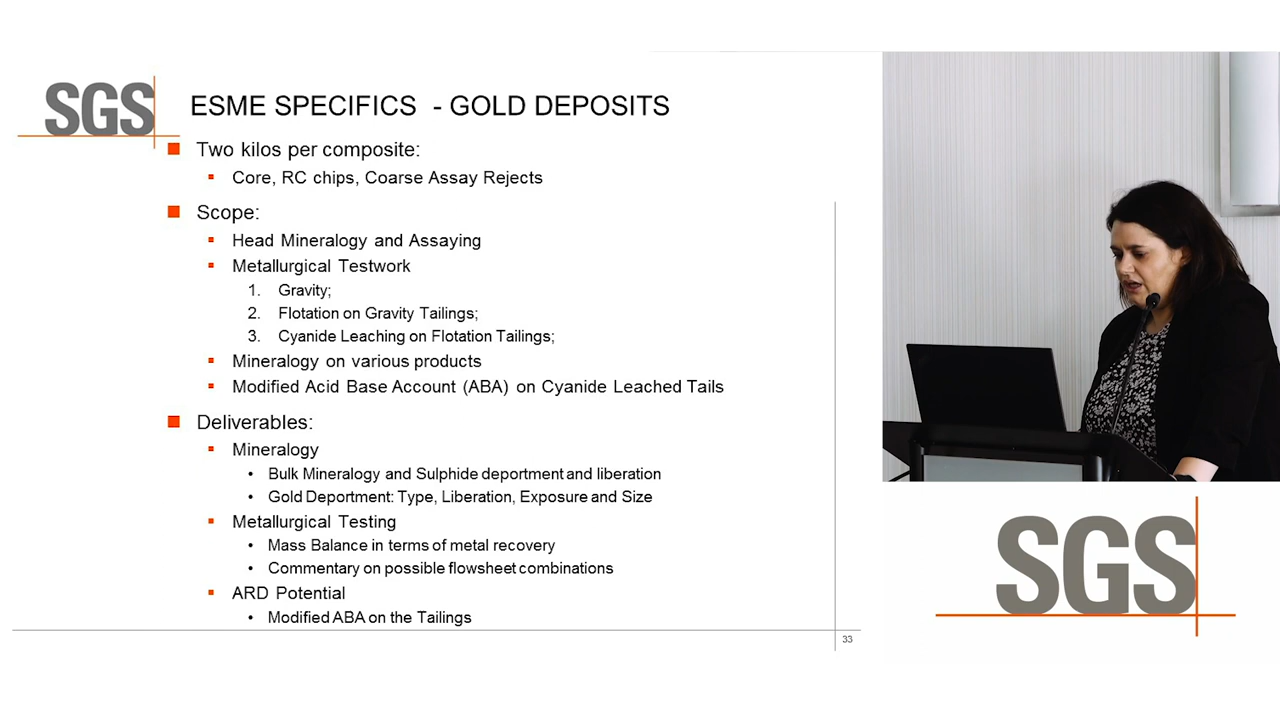 SGS
ESME SPECIFICS - GOLD DEPOSITS
Two kilos per composite:
Core, RC chips, Coarse Assay Rejects
Scope:
Head Mineralogy and Assaying
Metallurgical Testwork
1. Gravity;
2. Flotation on Gravity Tailings;
3. Cyanide Leaching on Flotation Tailings;
Mineralogy on various products
Modified Acid Base Account (ABA) on Cyanide Leached Tails
Deliverables:
Mineralogy
• Bulk Mineralogy and Sulphide department and liberation
• Gold Department: Type, Liberation, Exposure and Size
Metallurgical Testing
• Mass Balance in terms of metal recovery
• Commentary on possible flowsheet combinations
ARD Potential
• Modified ABA on the Tailings
33
SGS